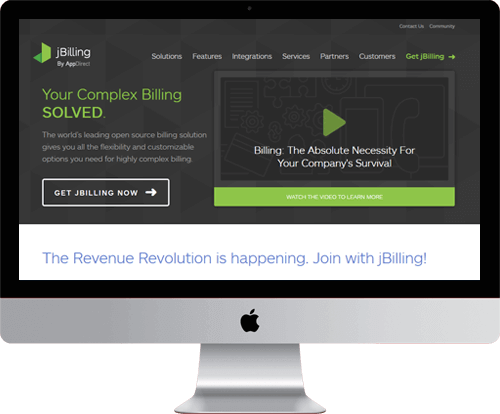 Contact Us Community
jBilling
By AppDirect
Solutions Features Integrations Services Partners Customers Get jBilling
Your Complex Billing
SOLVED.
The world's leading open source billing solution
gives you all the flexibility and customizable
options you need for highly complex billing.
GET JBILLING NOW
Billing: The Absolute Necessity For
Your Company's Survival
WATCH THE VIDEO TO LEARN MORE
The Revenue Revolution is happening. Join with jBilling!